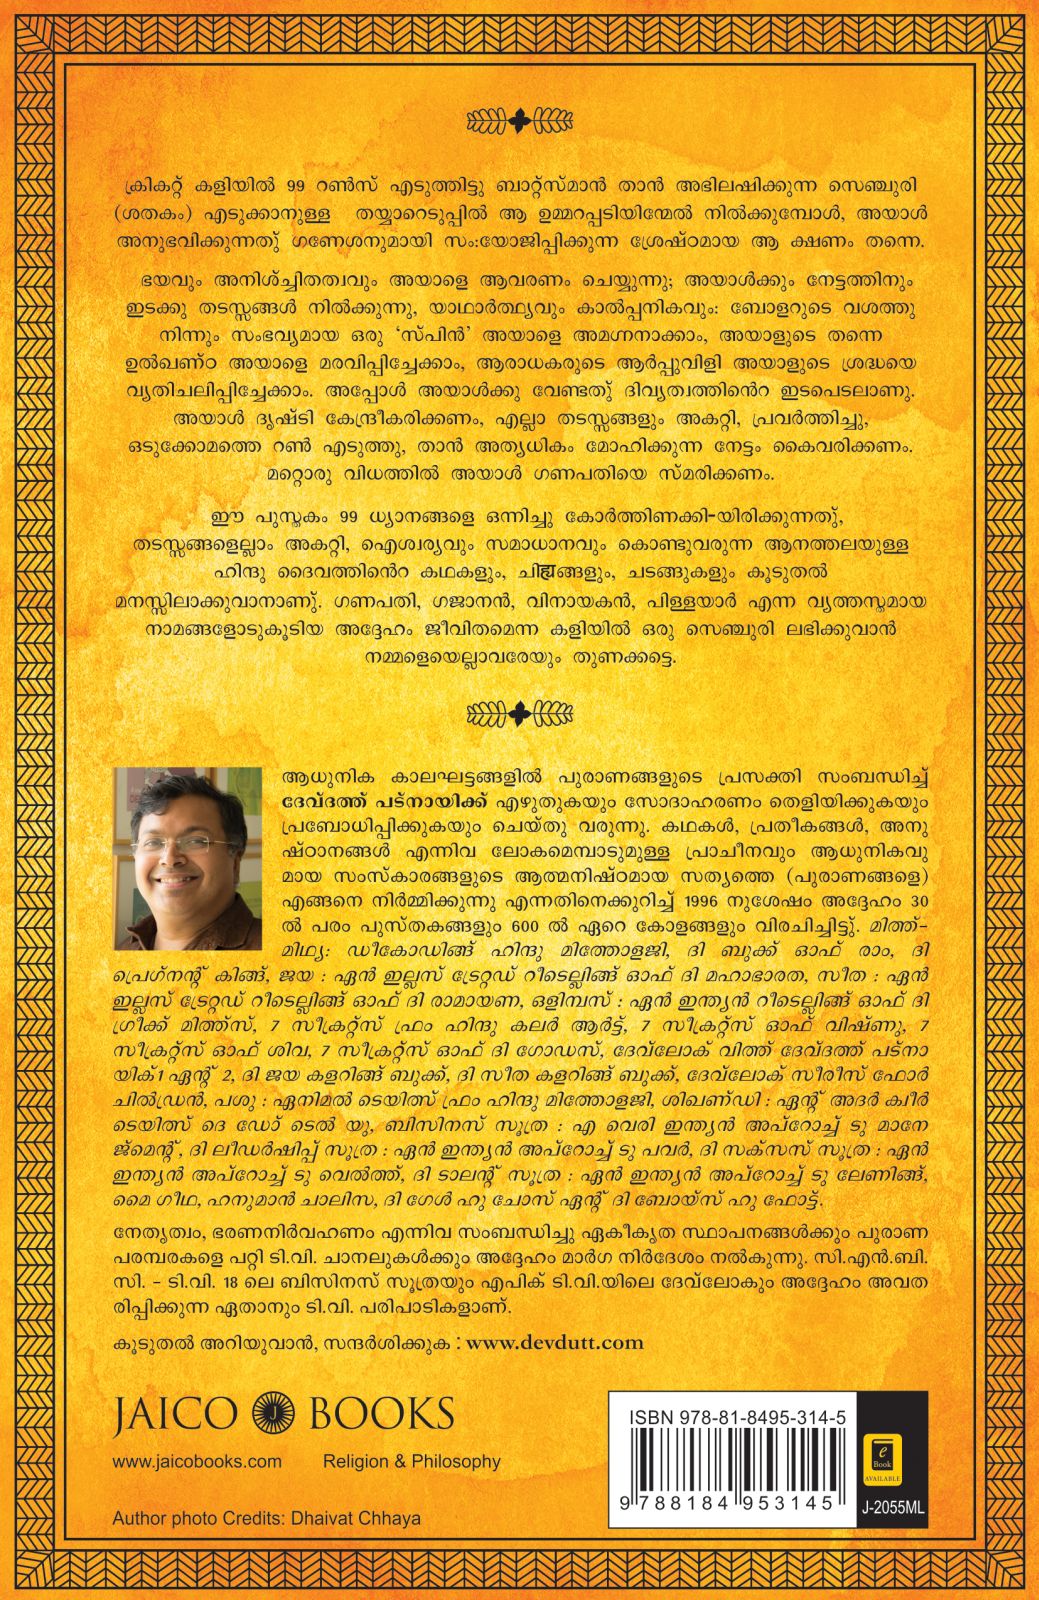 ക്രികറ്റ് കളിയിൽ 99 റൺസ് എടുത്തിട്ടു ബാറ്റ്സ്മാൻ താൻ അഭിലഷിക്കുന്ന സെഞ്ചുരി
(ശതകം) എടുക്കാനുള്ള തയ്യാറെടുപ്പിൽ ആ ഉമ്മറപ്പടിയിന്മേൽ നിൽക്കുമ്പോൾ, അയാൾ
അനുഭവിക്കുന്നതു് ഗണേശനുമായി സം:യോജിപ്പിക്കുന്ന ശ്രേഷ്ഠമായ ആ ക്ഷണം തന്നെ.
ഭയവും അനിശ്ച്ചിതത്വവും അയാളെ ആവരണം ചെയ്യുന്നു; അയാൾക്കും നേട്ടത്തിനും
ഇടക്കു തടസ്സങ്ങൾ നിൽക്കുന്നു, യാഥാർത്ഥ്യവും കാൽപ്പനികവും: ബോളറുടെ വശത്തു
നിന്നും സംഭവ്യമായ ഒരു ‘സ്പിൻ’ അയാളെ അമഗ്നനാക്കാം, അയാളുടെ തന്നെ
ഉൽഖണ്ഠ അയാളെ മരവിപ്പിച്ചേക്കാം, ആരാധകരുടെ ആർപ്പുവിളി അയാളുടെ ശ്രദ്ധയെ
വ്യതിചലിപ്പിച്ചേക്കാം. അപ്പോൾ അയാൾക്കു വേണ്ടതു് ദിവ്യത്വത്തിൻെറ ഇടപെടലാണു.
അയാൾ ദൃഷ്ടി കേന്ദ്രീകരിക്കണം, എല്ലാ തടസ്സങ്ങളും അകറ്റി, പ്രവർത്തിച്ചു,
ഒടുക്കോമത്തെ റൺ എടുത്തു, താൻ അത്യധികം മോഹിക്കുന്ന നേട്ടം കൈവരിക്കണം.
മറ്റൊരു വിധത്തിൽ അയാൾ ഗണപതിയെ സ്മരിക്കണം.
ഈ പുസ്തകം 99 ധ്യാനങ്ങളെ ഒന്നിച്ചു കോർത്തിണക്കി-യിരിക്കുന്നതു്,
തടസ്സങ്ങളെല്ലാം അകറ്റി, ഐശ്വര്യവും സമാധാനവും കൊണ്ടുവരുന്ന ആനത്തലയുള്ള
ഹിന്ദു ദൈവത്തിൻെറ കഥകളും, ചിह्नങ്ങളും, ചടങ്ങുകളും കൂടുതൽ
മനസ്സിലാക്കുവാനാണു്. ഗണപതി, ഗജാനൻ, വിനായകൻ, പിള്ളയാർ എന്ന വ്യത്തസ്തമായ
നാമങ്ങളോടുകൂടിയ അദ്ദേഹം ജീവിതമെന്ന കളിയിൽ ഒരു സെഞ്ചുരി ലഭിക്കുവാൻ
നമ്മളെയെല്ലാവരേയും തുണക്കട്ടെ.
ആധുനിക കാലഘട്ടങ്ങളിൽ പുരാണങ്ങളുടെ പ്രസക്തി സംബന്ധിച്ച്
ദേവ്ദത്ത് പട്നായിക്ക് എഴുതുകയും സോദാഹരണം തെളിയിക്കുകയും
പ്രബോധിപ്പിക്കുകയും ചെയ്തു വരുന്നു. കഥകൾ, പ്രതീകങ്ങൾ, അനു
ഷ്ഠാനങ്ങൾ എന്നിവ ലോകമെമ്പാടുമുള്ള പ്രാചീനവും ആധുനികവു
മായ സംസ്കാരങ്ങളുടെ ആത്മനിഷ്ഠമായ സത്യത്തെ (പുരാണങ്ങളെ)
എങ്ങനെ നിർമ്മിക്കുന്നു എന്നതിനെക്കുറിച്ച് 1996 നുശേഷം അദ്ദേഹം 30
ൽ പരം പുസ്തകങ്ങളും 600 ൽ ഏറെ കോളങ്ങളും വിരചിച്ചിട്ടു. മിത്ത്-
മിഥ്യ: ഡീകോഡിങ്ങ് ഹിന്ദു മിത്തോളജി, ദി ബുക്ക് ഓഫ് രാം, ദി
പ്രെഗ്നന്റ് കിങ്ങ്, ജയ : ഏൻ ഇല്ലസ് ട്രേറ്റഡ് റീടെല്ലിങ്ങ് ഓഫ് ദി മഹാഭാരത, സീത : ഏൻ
ഇല്ലസ് ട്രേറ്റഡ് റീടെല്ലിങ്ങ് ഓഫ് ദി രാമായണ, ഒളിമ്പസ് : ഏൻ ഇന്ത്യൻ റീടെല്ലിങ്ങ് ഓഫ് ദി
ഗ്രീക്ക് മിത്ത്സ്, 7 സീക്രറ്റ്സ് ഫ്രം ഹിന്ദു കലർ ആർട്ട്, 7 സീക്രറ്റ്സ് ഓഫ് വിഷ്ണു, 7
സീക്രറ്റ്സ് ഓഫ് ശിവ, 7 സീക്രറ്റ്സ് ഓഫ് ദി ഗോഡസ്, ദേവ്ലോക് വിത്ത് ദേവ്ദത്ത് പട്നാ
യിക്1 ഏന്റ് 2, ദി ജയ കളറിങ്ങ് ബുക്ക്, ദി സീത കളറിങ്ങ് ബുക്ക്, ദേവ്ലോക് സീരീസ് ഫോർ
ചിൽഡ്രൻ, പശു : ഏനിമൽ ടെയിത്സ് ഫ്രം ഹിന്ദു മിത്തോളജി, ശിഖണ്ഡി : ഏന്റ് അദർ ക്വീർ
ടെയിത്സ് ദെ ഡോ് ടെൽ യു, ബിസിനസ് സൂത്ര : എ വെരി ഇന്ത്യൻ അപ്റോച്ച് ടു മാനേ
ജ്മെന്റ്, ദി ലീഡർഷിപ്പ് സൂത്ര : ഏൻ ഇന്ത്യൻ അപ്റോച്ച് ടു പവർ, ദി സക്സസ് സൂത്ര : ഏൻ
ഇന്ത്യൻ അപ്റോച്ച് ടു വെൽത്ത്, ദി ടാലന്റ് സൂത്ര : ഏൻ ഇന്ത്യൻ അപ്റോച്ച് ടു ലേണിങ്ങ്,
മൈ ഗീഥ, ഹനുമാൻ ചാലിസ, ദി ഗേൾ ഹു ചോസ് ഏന്റ് ദി ബോയ്സ് ഹു ഫോട്ട്.
നേതൃത്വം, ഭരണനിർവഹണം എന്നിവ സംബന്ധിച്ചു ഏകീകൃത സ്ഥാപനങ്ങൾക്കും പുരാണ
പരമ്പരകളെ പറ്റി ടി.വി. ചാനലുകൾക്കും അദ്ദേഹം മാർഗ നിർദേശം നൽകുന്നു. സി.എൻ.ബി.
സി. – ടി.വി. 18 ലെ ബിസിനസ് സൂത്രയും എപിക് ടി.വി.യിലെ ദേവ്ലോകും അദ്ദേഹം അവത
രിപ്പിക്കുന്ന ഏതാനും ടി.വി. പരിപാടികളാണ്.
കൂടുതൽ അറിയുവാൻ, സന്ദർശിക്കുക : www.devdutt.com
JAICO J BOOKS
www.jaicobooks.com Religion & Philosophy
Author photo Credits: Dhaivat Chhaya
ISBN 978-81-8495-314-5
9 788184 953145
e
Book
AVAILABLE
J-2055ML